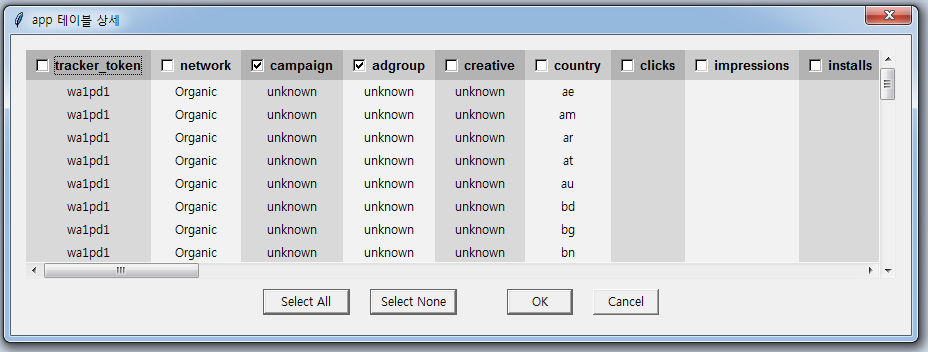 app 테이블 상세
tracker_token network campaign adgroup creative country clicks impressions installs
wa1pd1 Organic unknown unknown unknown ae
wa1pd1 Organic unknown unknown unknown am
wa1pd1 Organic unknown unknown unknown ar
wa1pd1 Organic unknown unknown unknown at
wa1pd1 Organic unknown unknown unknown au
wa1pd1 Organic unknown unknown unknown bd
wa1pd1 Organic unknown unknown unknown bg
wa1pd1 Organic unknown unknown unknown bn
Select All Select None OK Cancel